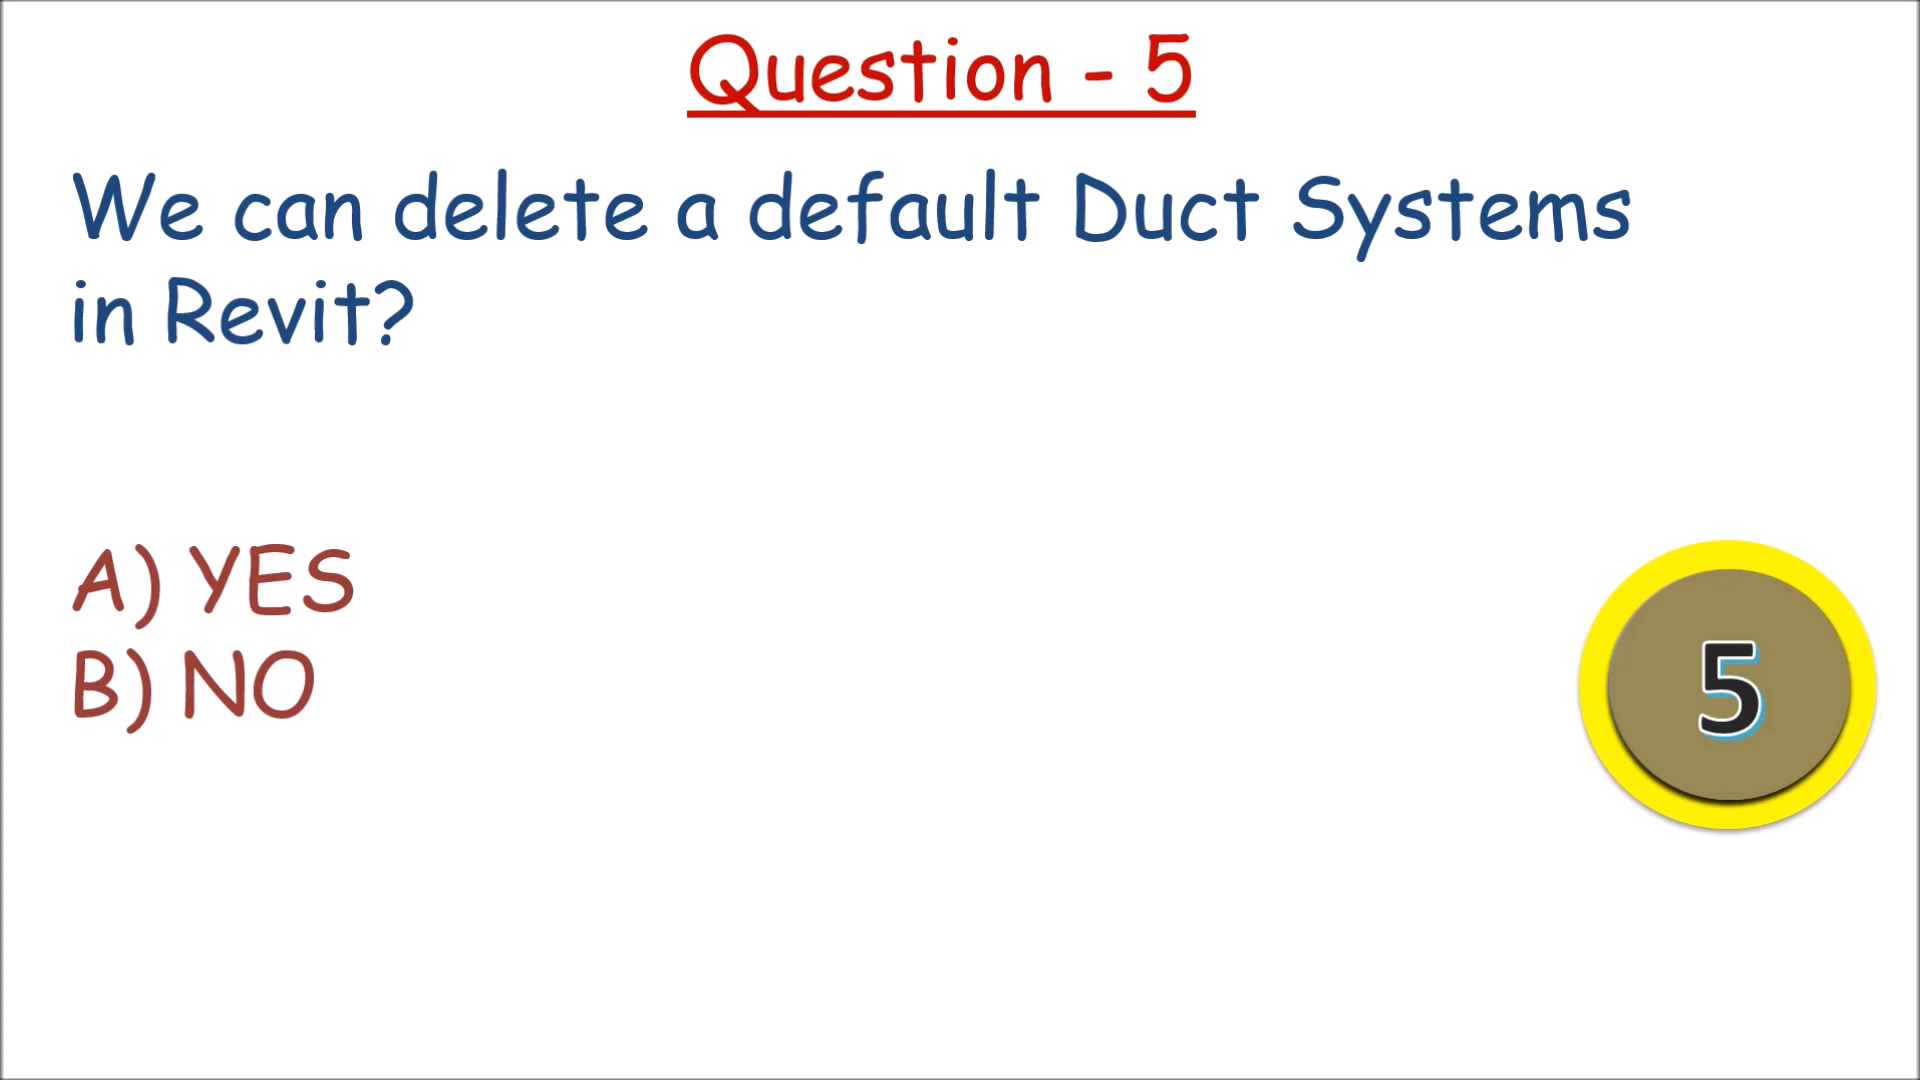 Question - 5
We can delete a default Duct Systems
in Revit?
A) YES
B) NO
5